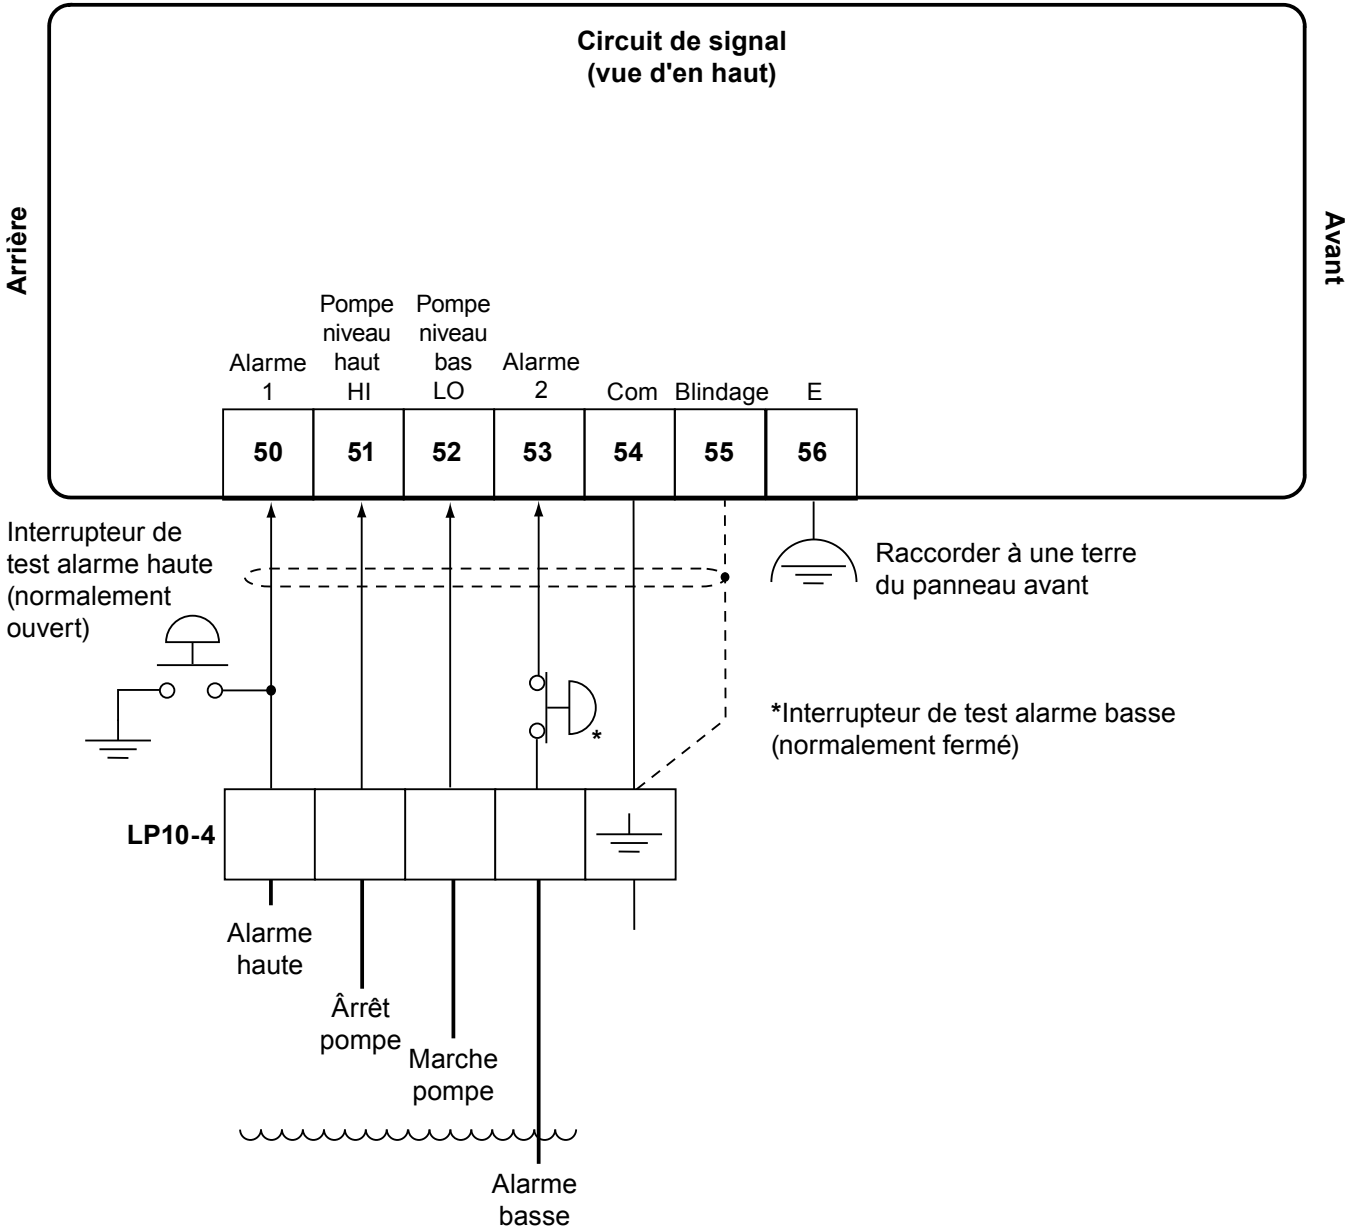 Circuit de signal
(vue d'en haut)
Arrière
Avant
Alarme
1
Pompe
niveau
haut
HI
Pompe
niveau
bas
LO
Alarme
2
Com
Blindage
E
50
51
52
53
54
55
56
Interrupteur de
test alarme haute
(normalement
ouvert)
Raccorder à une terre
du panneau avant
*
*Interrupteur de test alarme basse
(normalement fermé)
LP10-4
Alarme
haute
Ârrêt
pompe
Marche
pompe
Alarme
basse